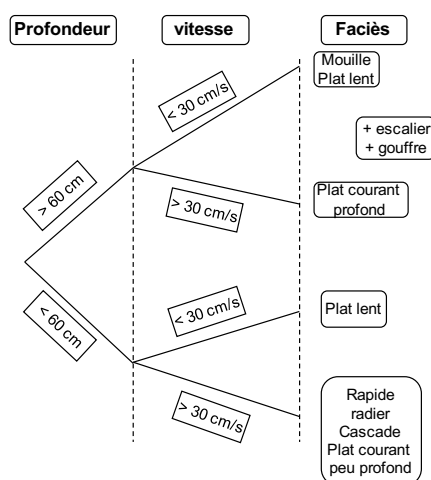 Profondeur
vitesse
Faciès
< 30 cm/s
Mouille
Plat lent
+ escalier
+ gouffre
> 60 cm
> 30 cm/s
Plat courant
profond
< 60 cm
< 30 cm/s
Plat lent
> 30 cm/s
Rapide
radier
Cascade
Plat courant
peu profond